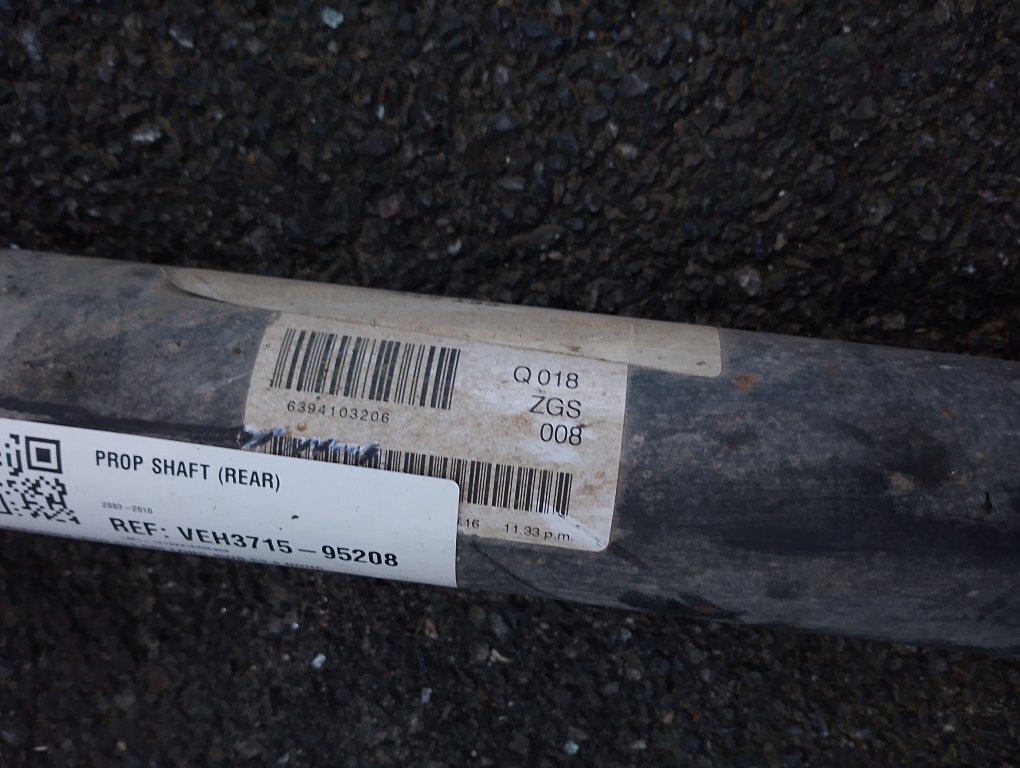 6394103206
Q 018
ZGS
008
.16 11.33 p.m.
PROP SHAFT (REAR)
2003-2010
REF: VEH3715-95208